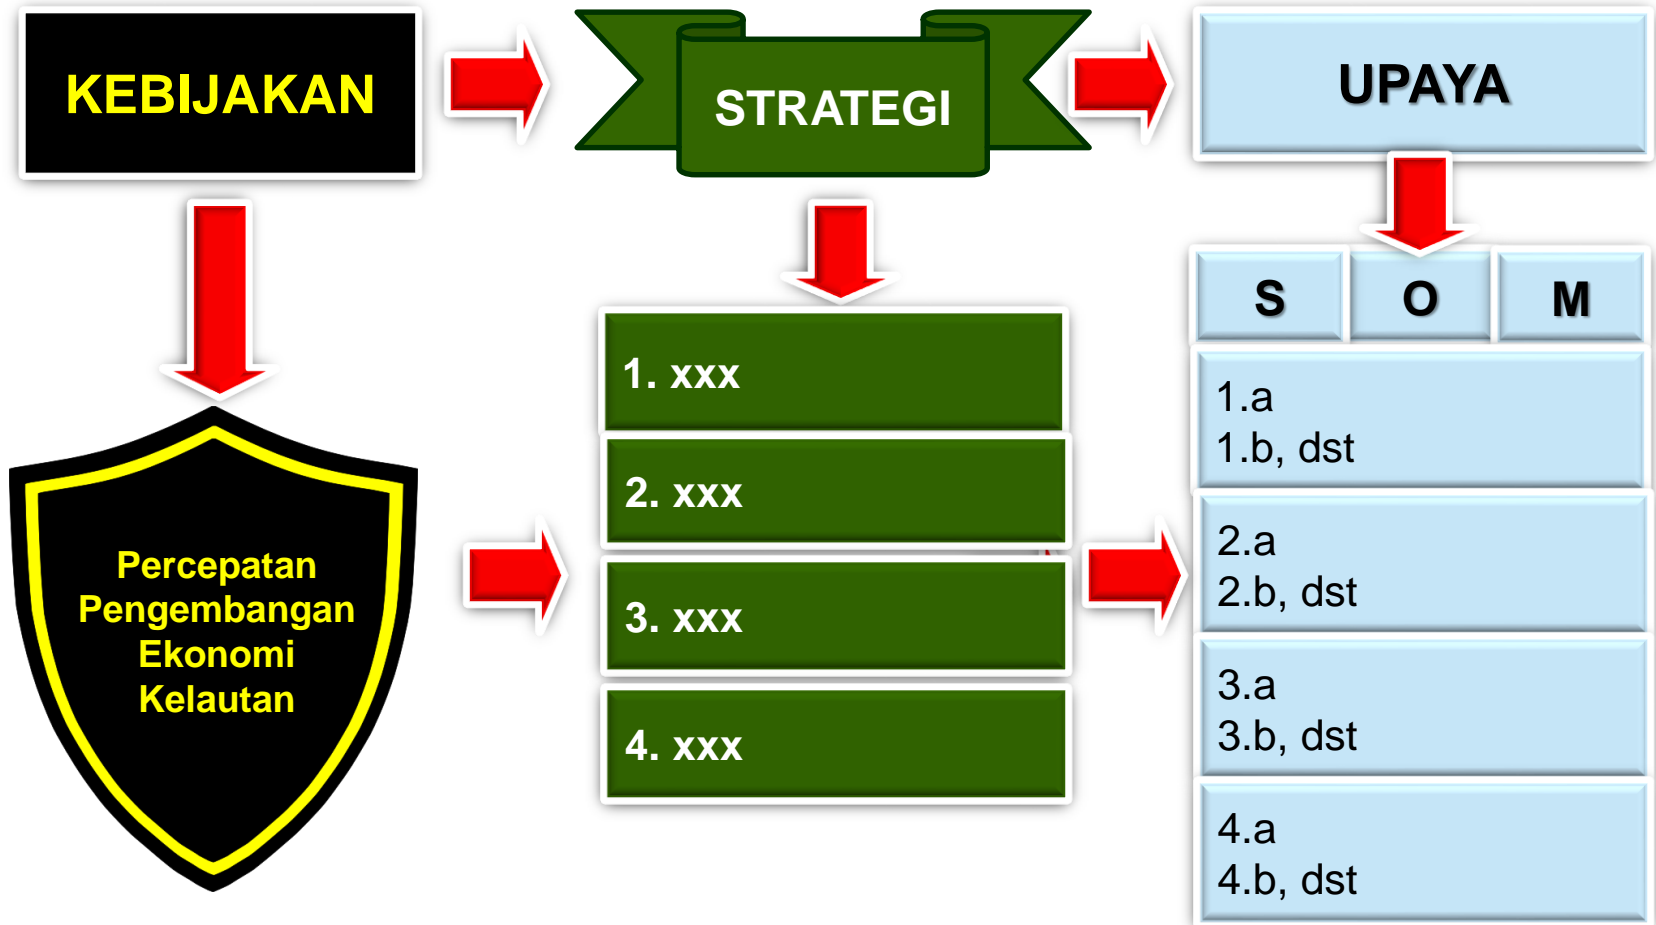 KEBIJAKAN
STRATEGI
UPAYA
S O M
Percepatan
Pengembangan
Ekonomi
Kelautan
1. xxx
2. xxx
3. xxx
4. xxx
1.a
1.b, dst
2.a
2.b, dst
3.a
3.b, dst
4.a
4.b, dst